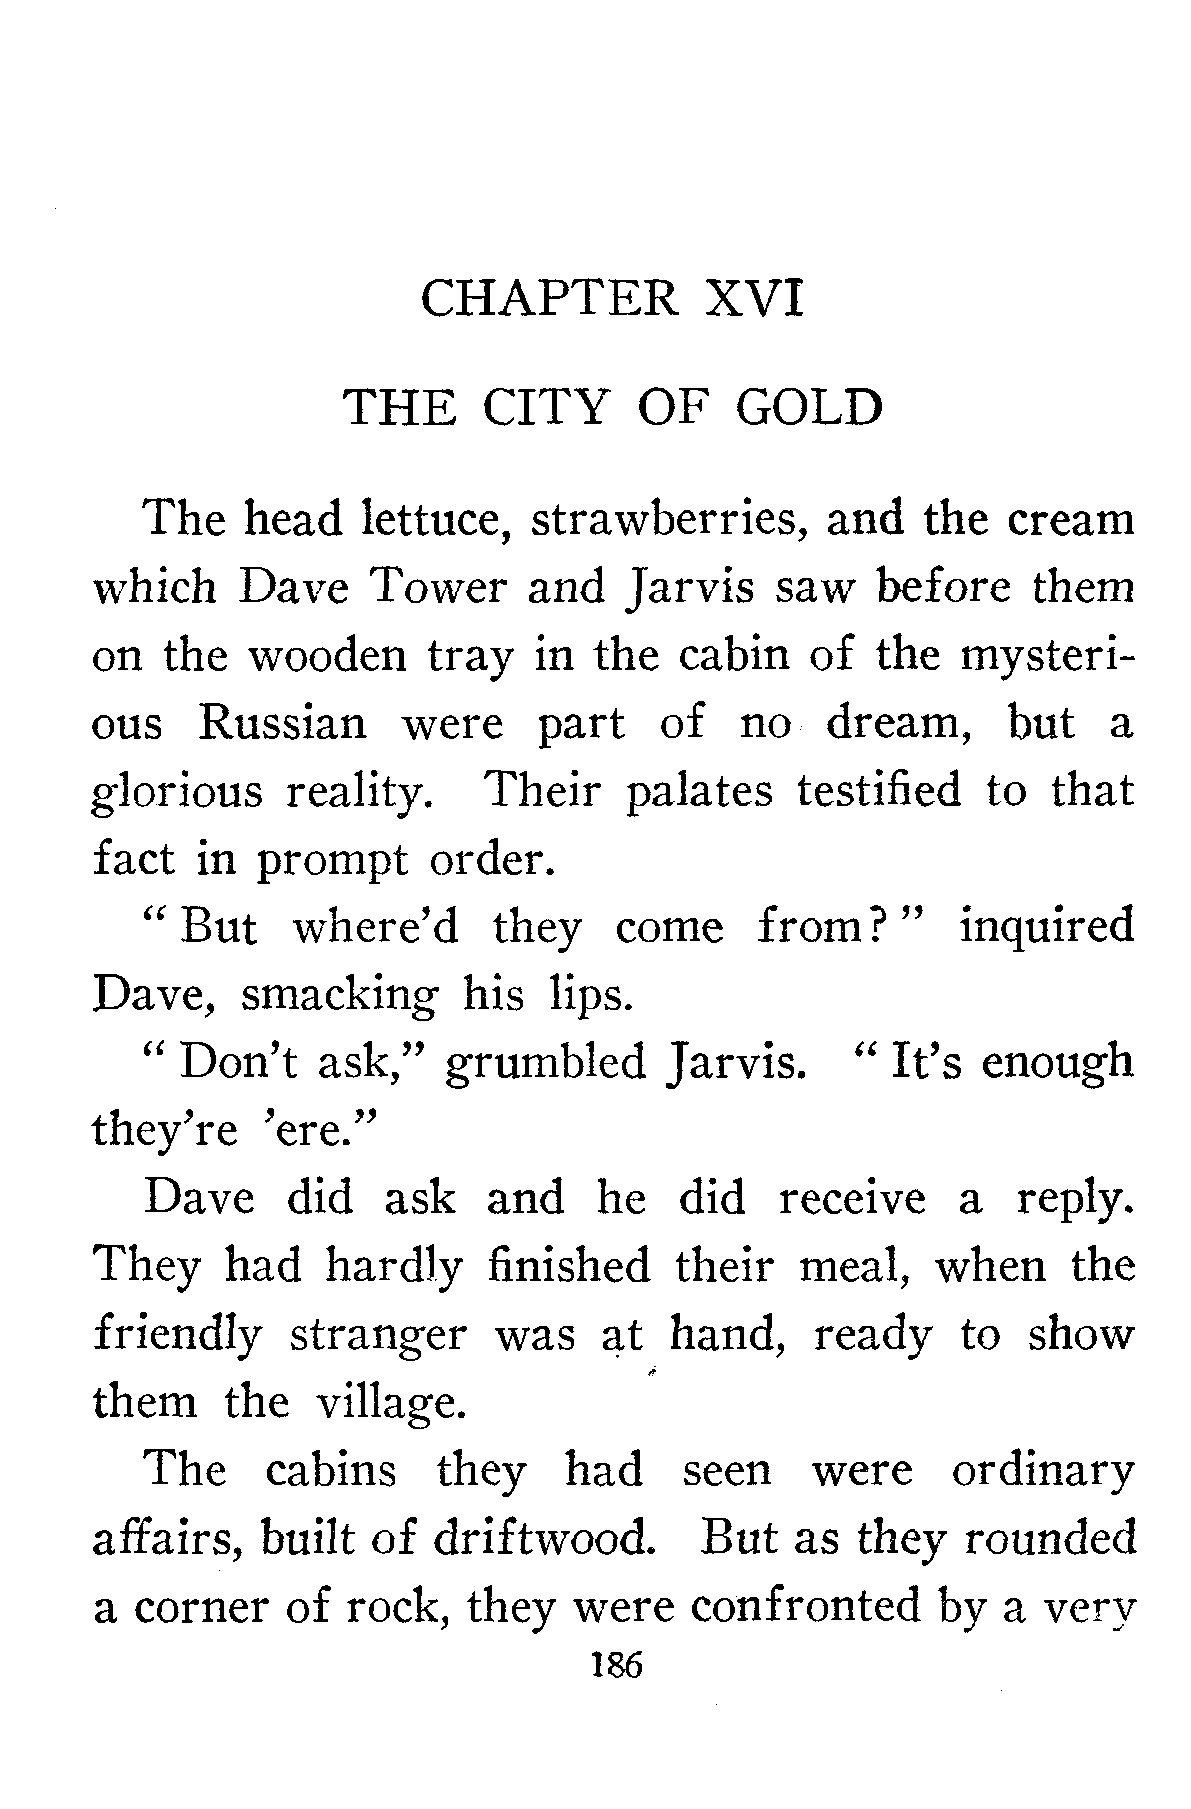 CHAPTER XVI
THE CITY OF GOLD
The head lettuce, strawberries, and the cream
which Dave Tower and Jarvis saw before them
on the wooden tray in the cabin of the mysteri-
ous Russian were part of no dream, but a
glorious reality. Their palates testified to that
fact in prompt order.
“ But where’d they come from? ” inquired
Dave, smacking his lips.
“ Don’t ask,” grumbled Jarvis. “ It’s enough
they’re ’ere.”
Dave did ask and he did receive a reply.
They had hardly finished their meal, when the
friendly stranger was at hand, ready to show
them the village.
The cabins they had seen were ordinary
affairs, built of driftwood. But as they rounded
a corner of rock, they were confronted by a very
186